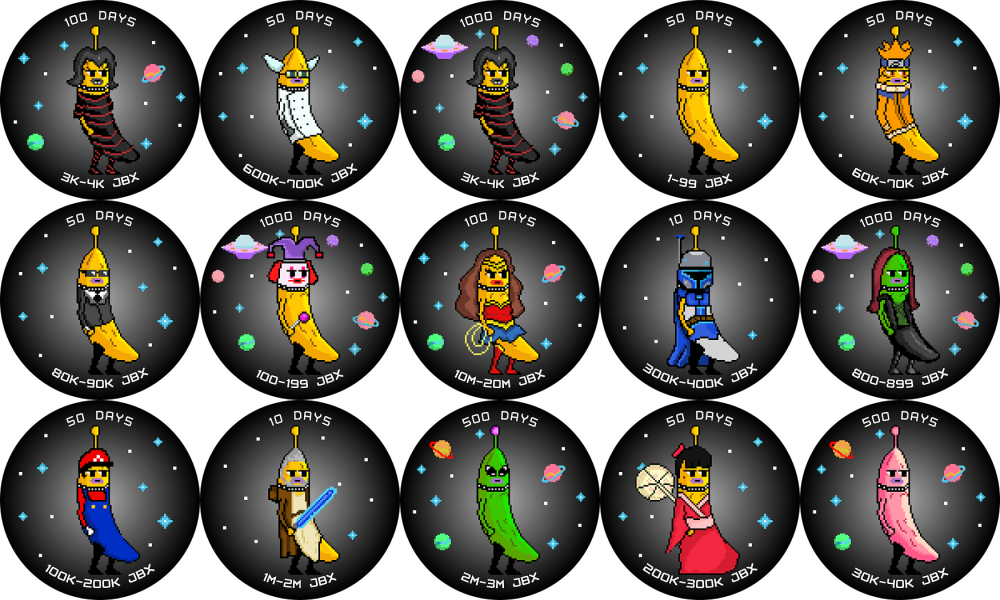 100 DAYS
3K-4K JBX
50 DAYS
600K-700K JBX
1000 DAYS
3K-4K JBX
50 DAYS
1-99 JBX
50 DAYS
60K-70K JBX
50 DAYS
80K-90K JBX
1000 DAYS
100-199 JBX
100 DAYS
10M-20M JBX
10 DAYS
300K-400K JBX
1000 DAYS
800-899 JBX
50 DAYS
100K-200K JBX
10 DAYS
1M-2M JBX
500 DAYS
2M-3M JBX
50 DAYS
200K-300K JBX
500 DAYS
30K-40K JBX